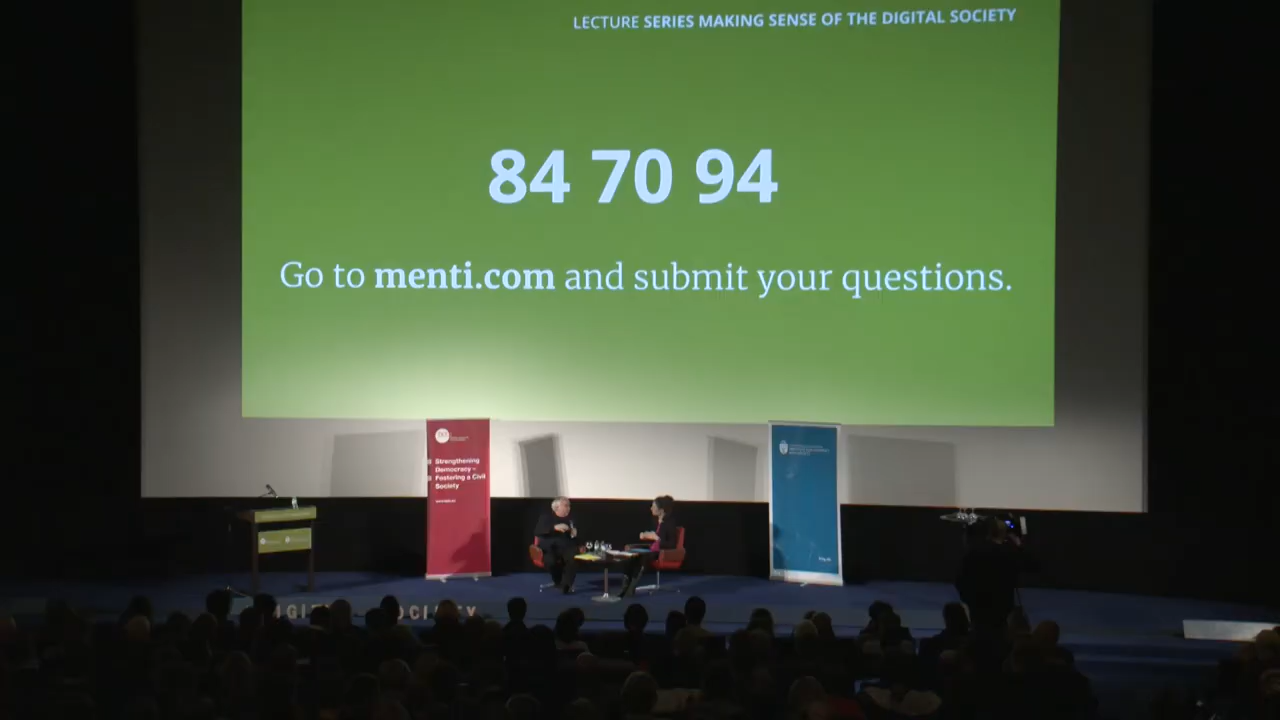 LECTURE SERIES MAKING SENSE OF THE DIGITAL SOCIETY
84 70 94
Go to menti.com and submit your questions.
Strengthening
Democracy –
Fostering a Civil
Society